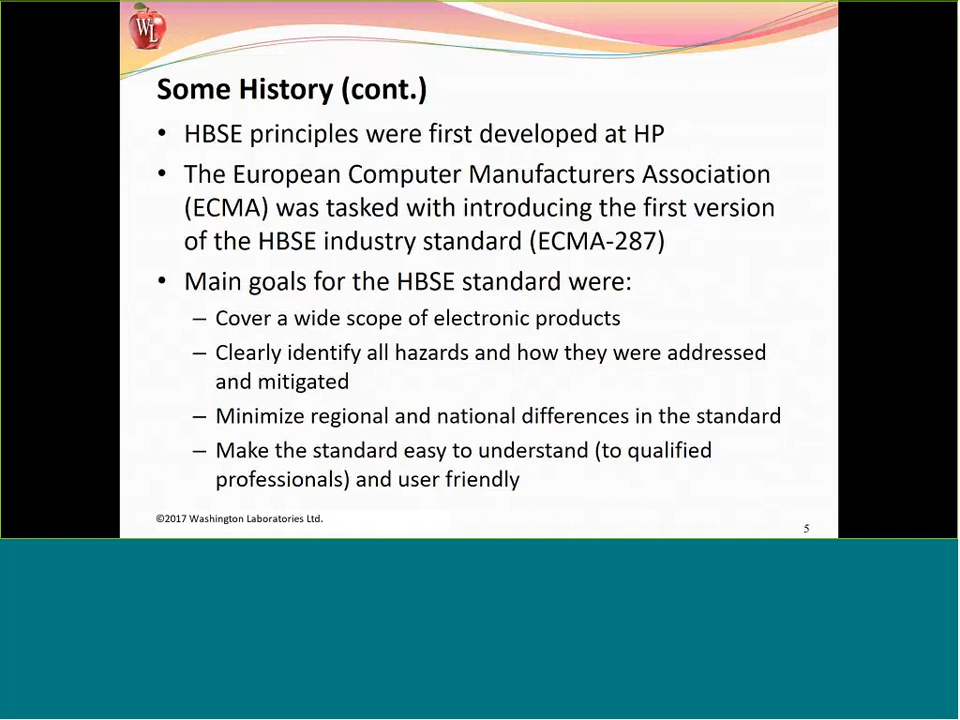 WL
Some History (cont.)
• HBSE principles were first developed at HP
• The European Computer Manufacturers Association
(ECMA) was tasked with introducing the first version
of the HBSE industry standard (ECMA-287)
• Main goals for the HBSE standard were:
– Cover a wide scope of electronic products
– Clearly identify all hazards and how they were addressed
and mitigated
– Minimize regional and national differences in the standard
– Make the standard easy to understand (to qualified
professionals) and user friendly
©2017 Washington Laboratories Ltd.
5